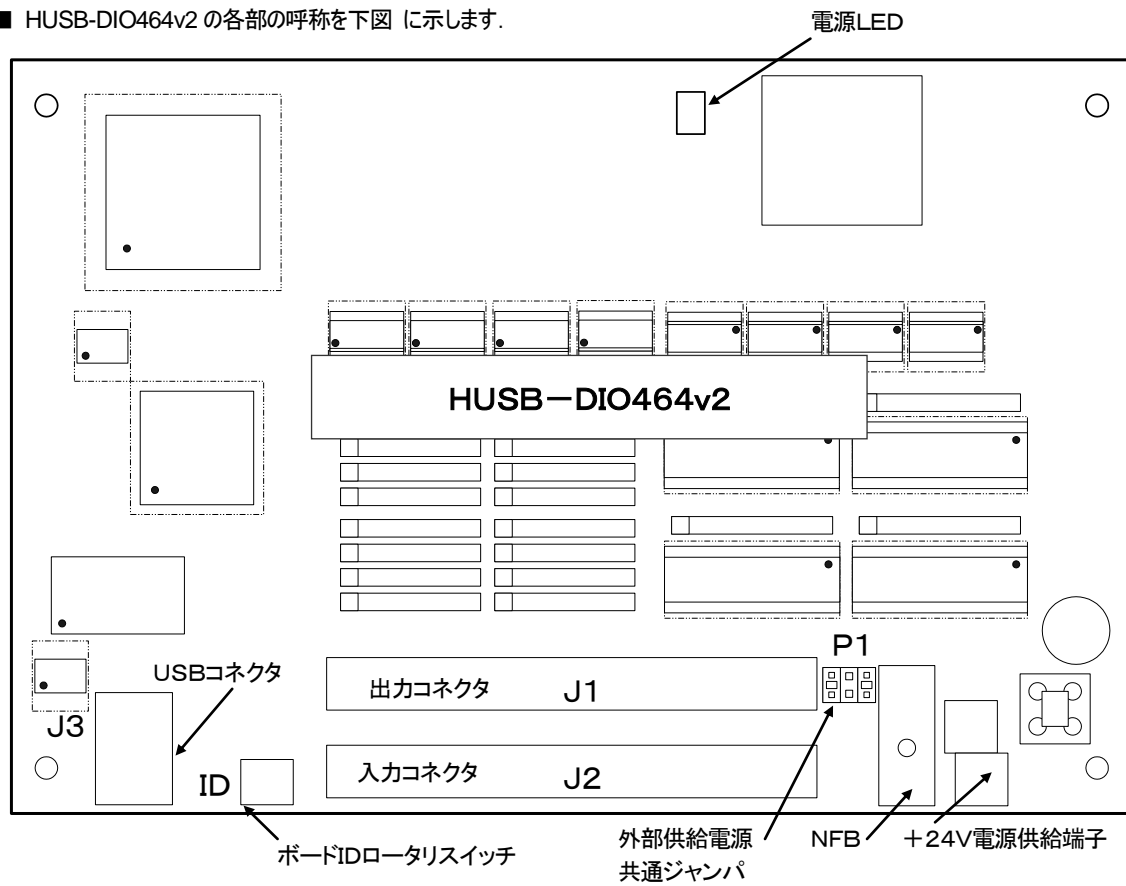 ■ HUSB-DIO464v2 の各部の呼称を下図 に示します.
電源LED
HUSB－DIO464v2
P1
USBコネクタ
出力コネクタ J1
J3
入力コネクタ J2
ID
ボードIDロータリスイッチ
外部供給電源
共通ジャンパ
NFB
＋24V電源供給端子